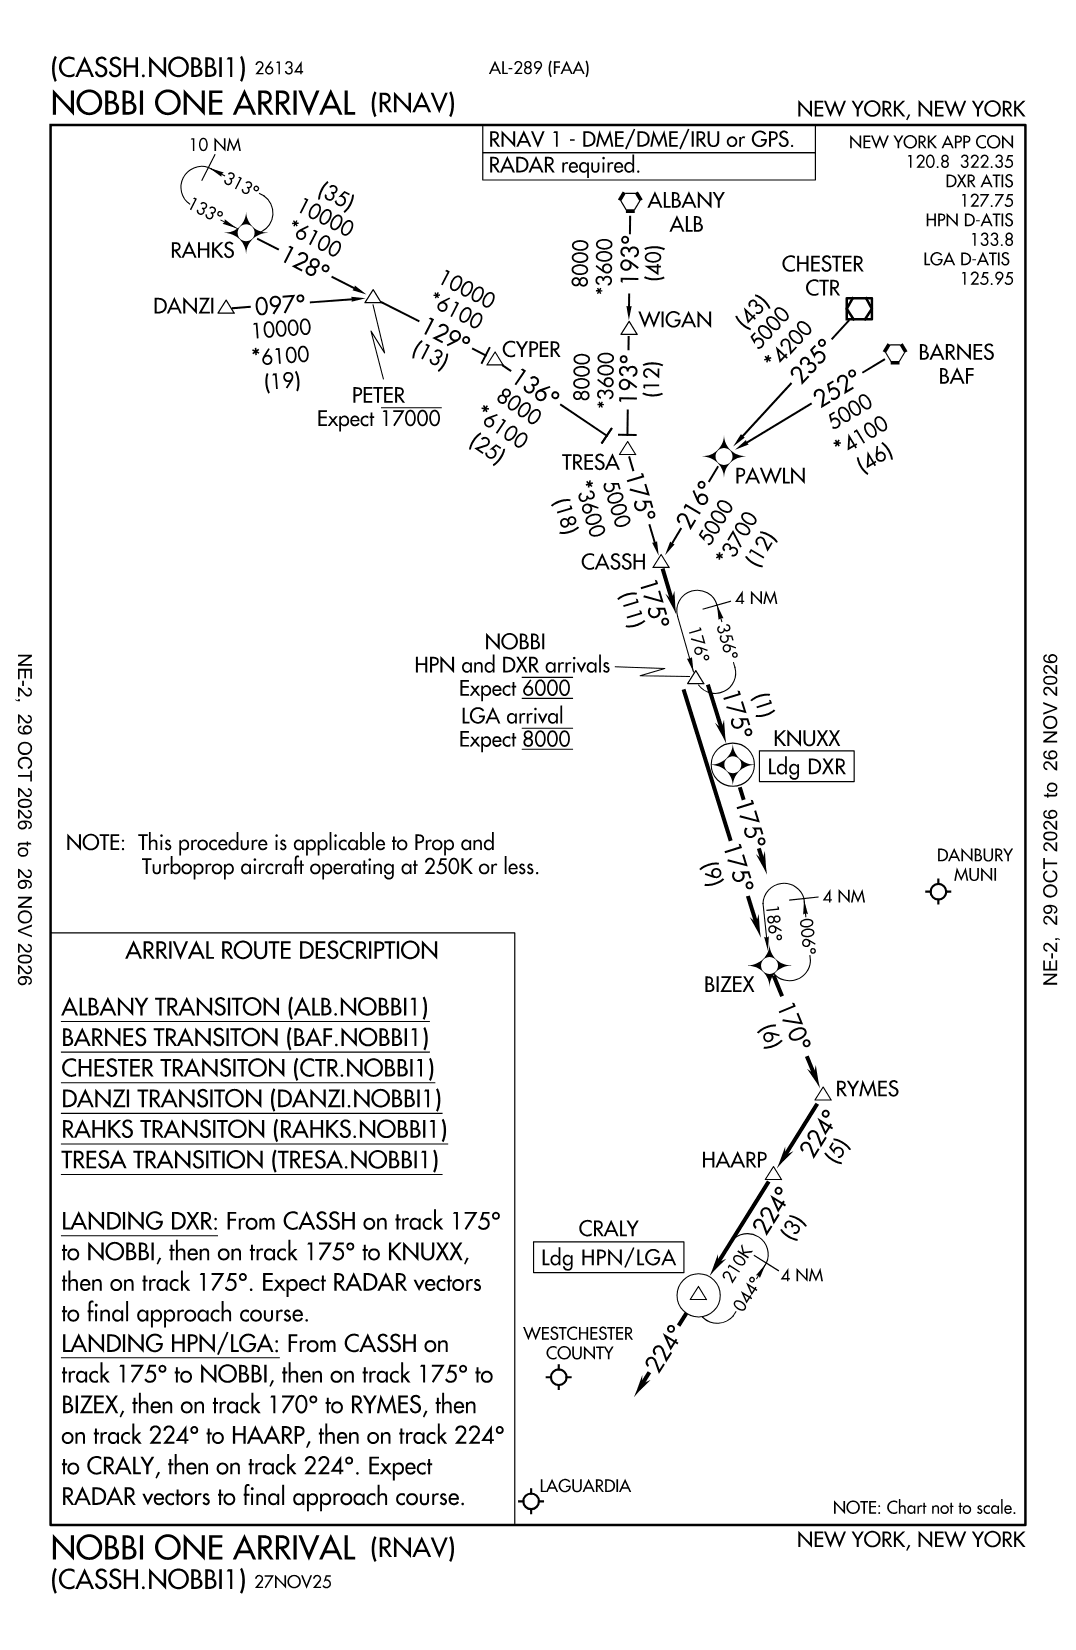 (CASSH.NOBBI1) 26134
AL-289 (FAA)
NOBBI ONE ARRIVAL (RNAV)
NEW YORK, NEW YORK
RNAV 1 - DME/DME/IRU or GPS.
RADAR required.
NEW YORK APP CON
120.8 322.35
DXR ATIS
127.75
HPN D-ATIS
133.8
LGA D-ATIS
125.95
10 NM
313°
133°
RAHKS
(35)
10000
*6100
128°
DANZI
097°
10000
*6100
(19)
PETER
Expect 17000
10000
*6100
129°
(13)
CYPER
136°
8000
*6100
(25)
ALBANY
ALB
8000
*3600
193°
(40)
WIGAN
8000
*3600
193°
(12)
TRESA
175°
5000
*3600
(18)
CHESTER
CTR
(43)
5000
*4200
235°
BARNES
BAF
252°
5000
*4100
(46)
PAWLN
216°
5000
*3700
(12)
CASSH
175°
(11)
4 NM
176°
356°
NOBBI
HPN and DXR arrivals
Expect 6000
LGA arrival
Expect 8000
(1)
175°
KNUXX
Ldg DXR
175°
175°
(9)
NOTE: This procedure is applicable to Prop and
Turboprop aircraft operating at 250K or less.
DANBURY
MUNI
4 NM
186°
006°
BIZEX
170°
(6)
RYMES
224°
(5)
HAARP
224°
(3)
CRALY
Ldg HPN/LGA
210K
044°
4 NM
224°
WESTCHESTER
COUNTY
LAGUARDIA
ARRIVAL ROUTE DESCRIPTION
ALBANY TRANSITON (ALB.NOBBI1)
BARNES TRANSITON (BAF.NOBBI1)
CHESTER TRANSITON (CTR.NOBBI1)
DANZI TRANSITON (DANZI.NOBBI1)
RAHKS TRANSITON (RAHKS.NOBBI1)
TRESA TRANSITION (TRESA.NOBBI1)
LANDING DXR: From CASSH on track 175°
to NOBBI, then on track 175° to KNUXX,
then on track 175°. Expect RADAR vectors
to final approach course.
LANDING HPN/LGA: From CASSH on
track 175° to NOBBI, then on track 175° to
BIZEX, then on track 170° to RYMES, then
on track 224° to HAARP, then on track 224°
to CRALY, then on track 224°. Expect
RADAR vectors to final approach course.
NOTE: Chart not to scale.
NE-2, 29 OCT 2026 to 26 NOV 2026
NE-2, 29 OCT 2026 to 26 NOV 2026
NOBBI ONE ARRIVAL (RNAV)
NEW YORK, NEW YORK
(CASSH.NOBBI1) 27NOV25